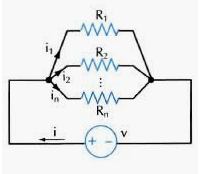 R₁
i₁
R₂
i₂
⋮
iₙ
Rₙ
i
+ -
v